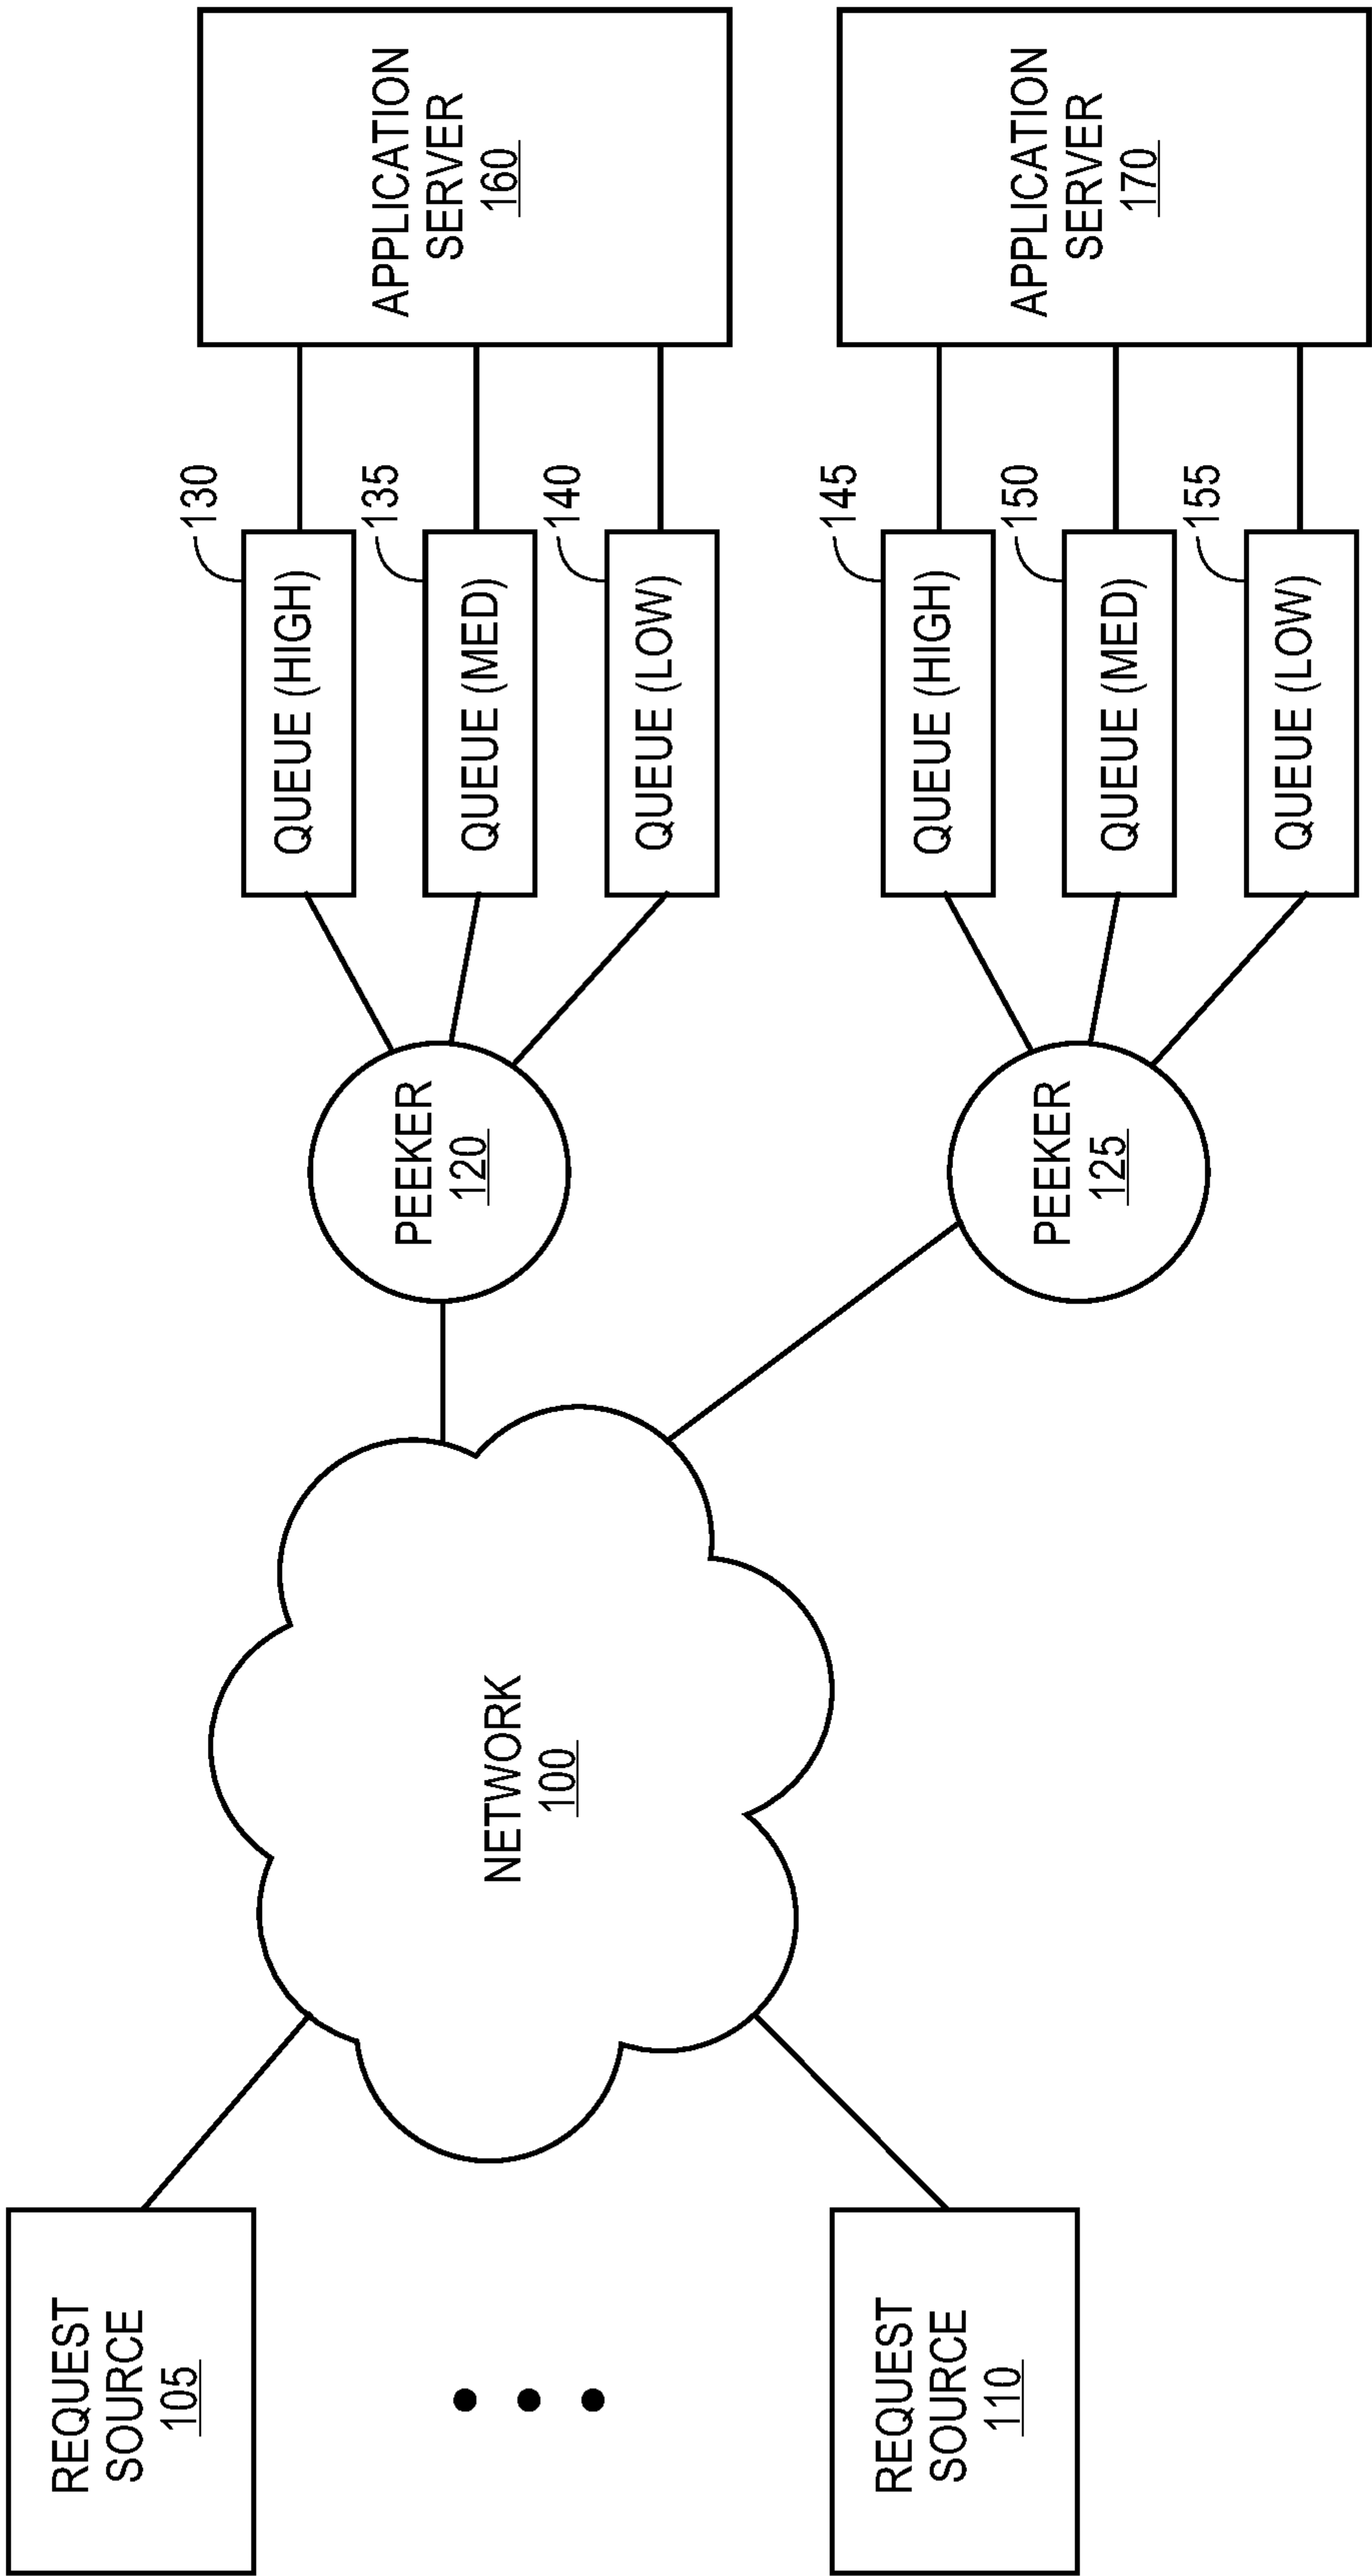 REQUEST
SOURCE
105
REQUEST
SOURCE
110
NETWORK
100
PEEKER
120
PEEKER
125
130
QUEUE (HIGH)
135
QUEUE (MED)
140
QUEUE (LOW)
145
QUEUE (HIGH)
150
QUEUE (MED)
155
QUEUE (LOW)
APPLICATION
SERVER
160
APPLICATION
SERVER
170